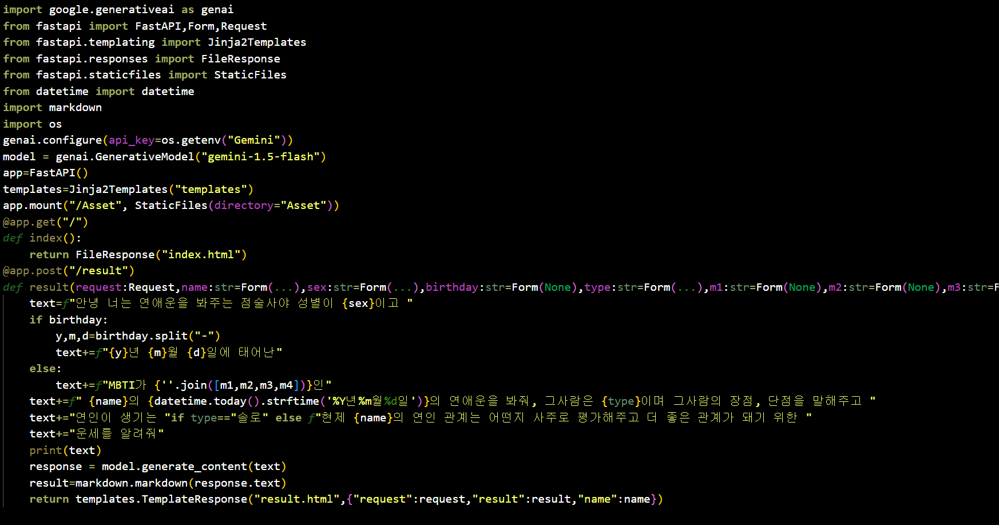 import google.generativeai as genai
from fastapi import FastAPI,Form,Request
from fastapi.templating import Jinja2Templates
from fastapi.responses import FileResponse
from fastapi.staticfiles import StaticFiles
from datetime import datetime
import markdown
import os
genai.configure(api_key=os.getenv("Gemini"))
model = genai.GenerativeModel("gemini-1.5-flash")
app=FastAPI()
templates=Jinja2Templates("templates")
app.mount("/Asset", StaticFiles(directory="Asset"))
@app.get("/")
def index():
    return FileResponse("index.html")
@app.post("/result")
def result(request:Request,name:str=Form(...),sex:str=Form(...),birthday:str=Form(None),type:str=Form(...),m1:str=Form(None),m2:str=Form(None),m3:str=F
    text=f"안녕 너는 연애운을 봐주는 점술사야 성별이 {sex}이고 "
    if birthday:
        y,m,d=birthday.split("-")
        text+=f"{y}년 {m}월 {d}일에 태어난"
    else:
        text+=f"MBTI가 {''.join([m1,m2,m3,m4])}인"
    text+=f" {name}의 {datetime.today().strftime('%Y년%m월%d일')}의 연애운을 봐줘, 그사람은 {type}이며 그사람의 장점, 단점을 말해주고 "
    text+="연인이 생기는 "if type=="솔로" else f"현제 {name}의 연인 관계는 어떤지 사주로 평가해주고 더 좋은 관계가 돼기 위한 "
    text+="운세를 알려줘"
    print(text)
    response = model.generate_content(text)
    result=markdown.markdown(response.text)
    return templates.TemplateResponse("result.html",{"request":request,"result":result,"name":name})